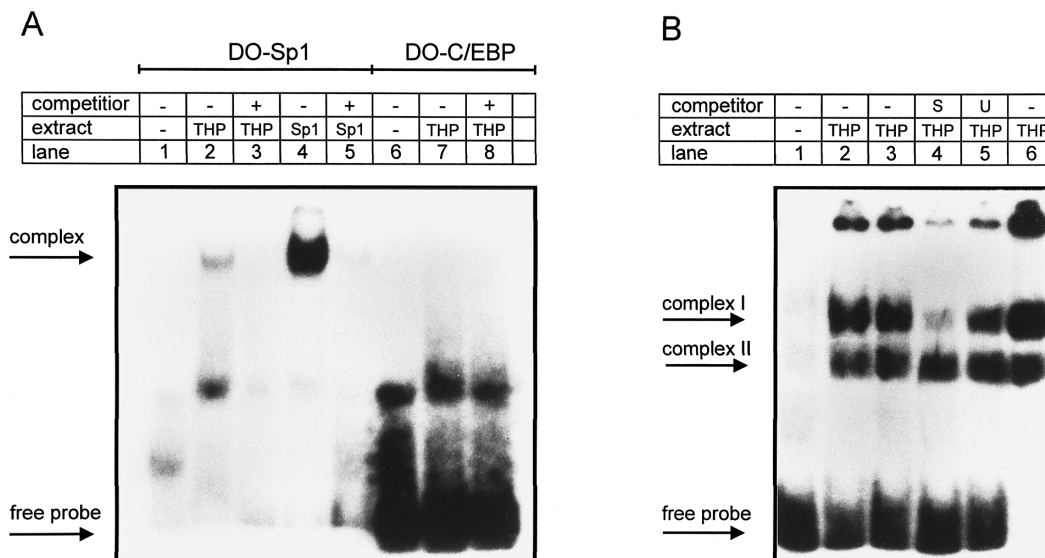 A
DO-Sp1 DO-C/EBP
competitior - - + - + - - +
extract - THP THP Sp1 Sp1 - THP THP
lane 1 2 3 4 5 6 7 8
complex
free probe
B
competitor - - - S U -
extract - THP THP THP THP THP
lane 1 2 3 4 5 6
complex I
complex II
free probe